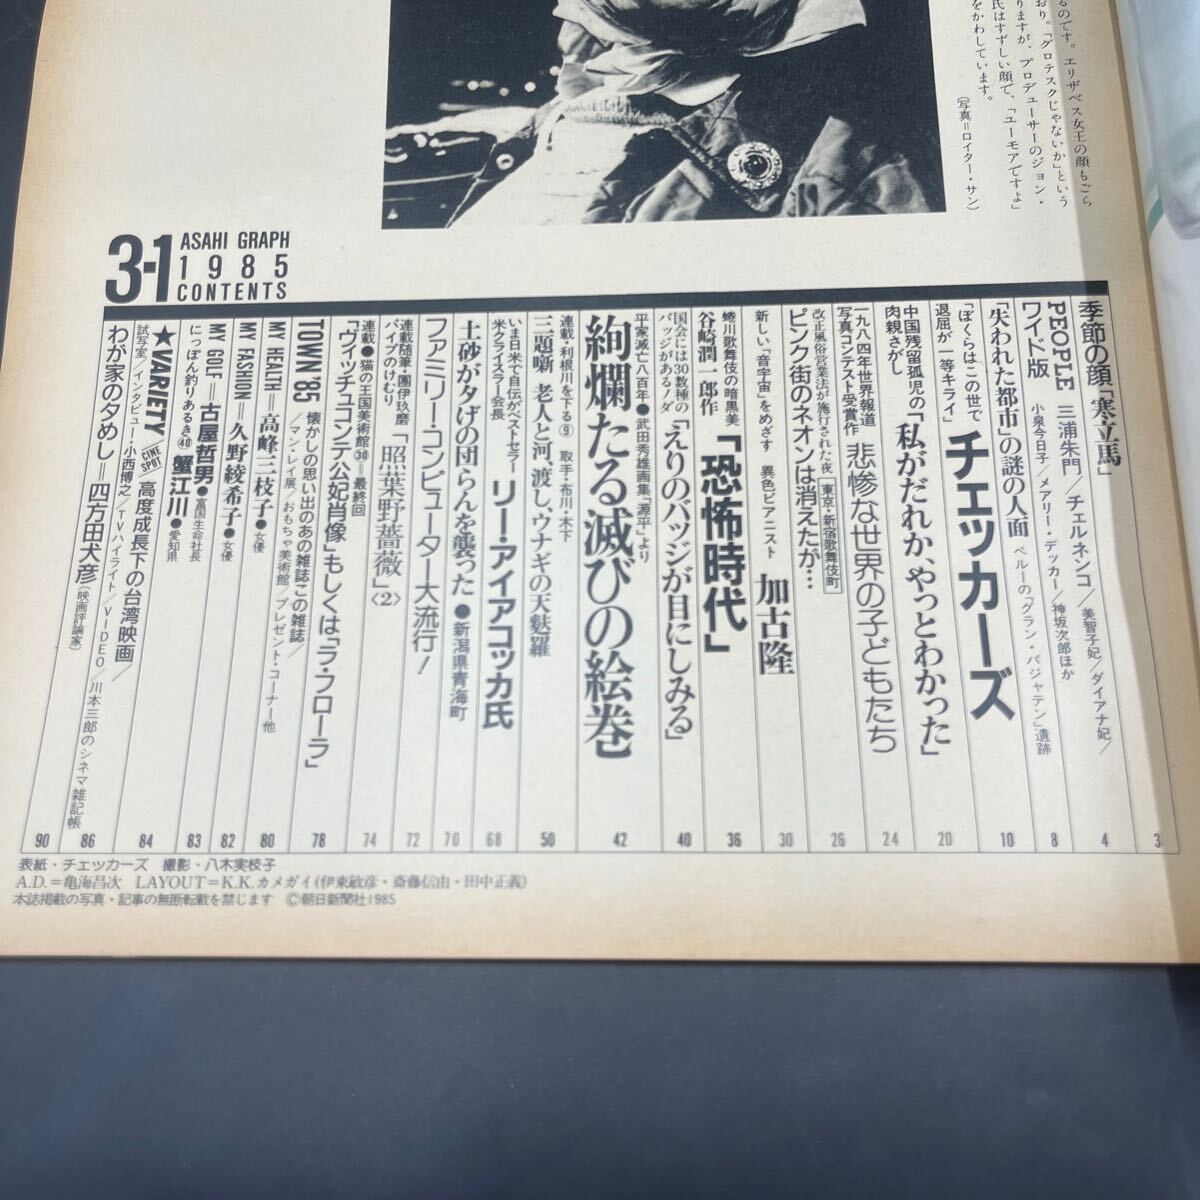 るのです。エリザベス女王の顔もごら
おり。「グロテスクじゃないか」という
りますが、プロデューサーのジョン・
氏はすずしい顔で、「ユーモアですよ」
をかわしています。
(写真=ロイター・サン)
3-1
ASAHI GRAPH
1985
CONTENTS
季節の顔「寒立馬」 3
PEOPLE 三浦朱門/チェルネンコ/美智子妃/ダイアナ妃/
ワイド版 小泉今日子/メアリー・デッカー/神坂次郎ほか 4
「失われた都市」の謎の人面 ペルーの「グラン・パジャテン」遺跡 8
「ぼくらはこの世で
退屈が一等キライ」 チェッカーズ 10
中国残留孤児の
肉親さがし 「私がだれか、やっとわかった」 20
一九八四年世界報道
写真コンテスト受賞作 悲惨な世界の子どもたち 24
改正風俗営業法が施行された夜 東京・新宿歌舞伎町
ピンク街のネオンは消えたが… 26
新しい「音宇宙」をめざす 異色ピアニスト 加古隆 30
蜷川歌舞伎の暗黒美
谷崎潤一郎作 「恐怖時代」 36
国会には30数種の
バッジがあるノダ 「えりのバッジが目にしみる」 40
平家滅亡八百年●武田秀雄画集「源平」より
絢爛たる滅びの絵巻 42
連載・利根川を下る⑨ 取手・布川・木下
三題噺 老人と河、渡し、ウナギの天麩羅 50
いま日米で自伝がベストセラー
米クライスラー会長 リー・アイアコッカ氏 68
土砂が夕げの団らんを襲った●新潟県青海町 70
ファミリー・コンピューター大流行! 72
連載随筆・團伊玖磨
パイプのけむり 「照葉野薔薇」〈2〉 74
連載●猫の王国美術館㉚=最終回
「ヴィッチュコンテ公妃肖像」もしくは「ラ・フローラ」 78
TOWN '85 懐かしの思い出のあの雑誌この雑誌/
マン・レイ展/おもちゃ美術館/プレゼント・コーナー他 80
MY HEALTH=高峰三枝子●女優 82
MY FASHION=久野綾希子●女優 83
MY GOLF=古屋哲男●富国生命社長 84
にっぽん釣りあるき㊵ 蟹江川●愛知県 86
★VARIETY/CINE SPOT 高度成長下の台湾映画/
試写室/インタビュー・小西博之/TVハイライト/VIDEO/川本三郎のシネマ雑記帳
わが家の夕めし=四方田犬彦(映画評論家) 90
表紙・チェッカーズ 撮影・八木実枝子
A.D.=亀海昌次 LAYOUT=K.K.カメガイ(伊東敏彦・斎藤信由・田中正義)
本誌掲載の写真・記事の無断転載を禁じます ©朝日新聞社1985